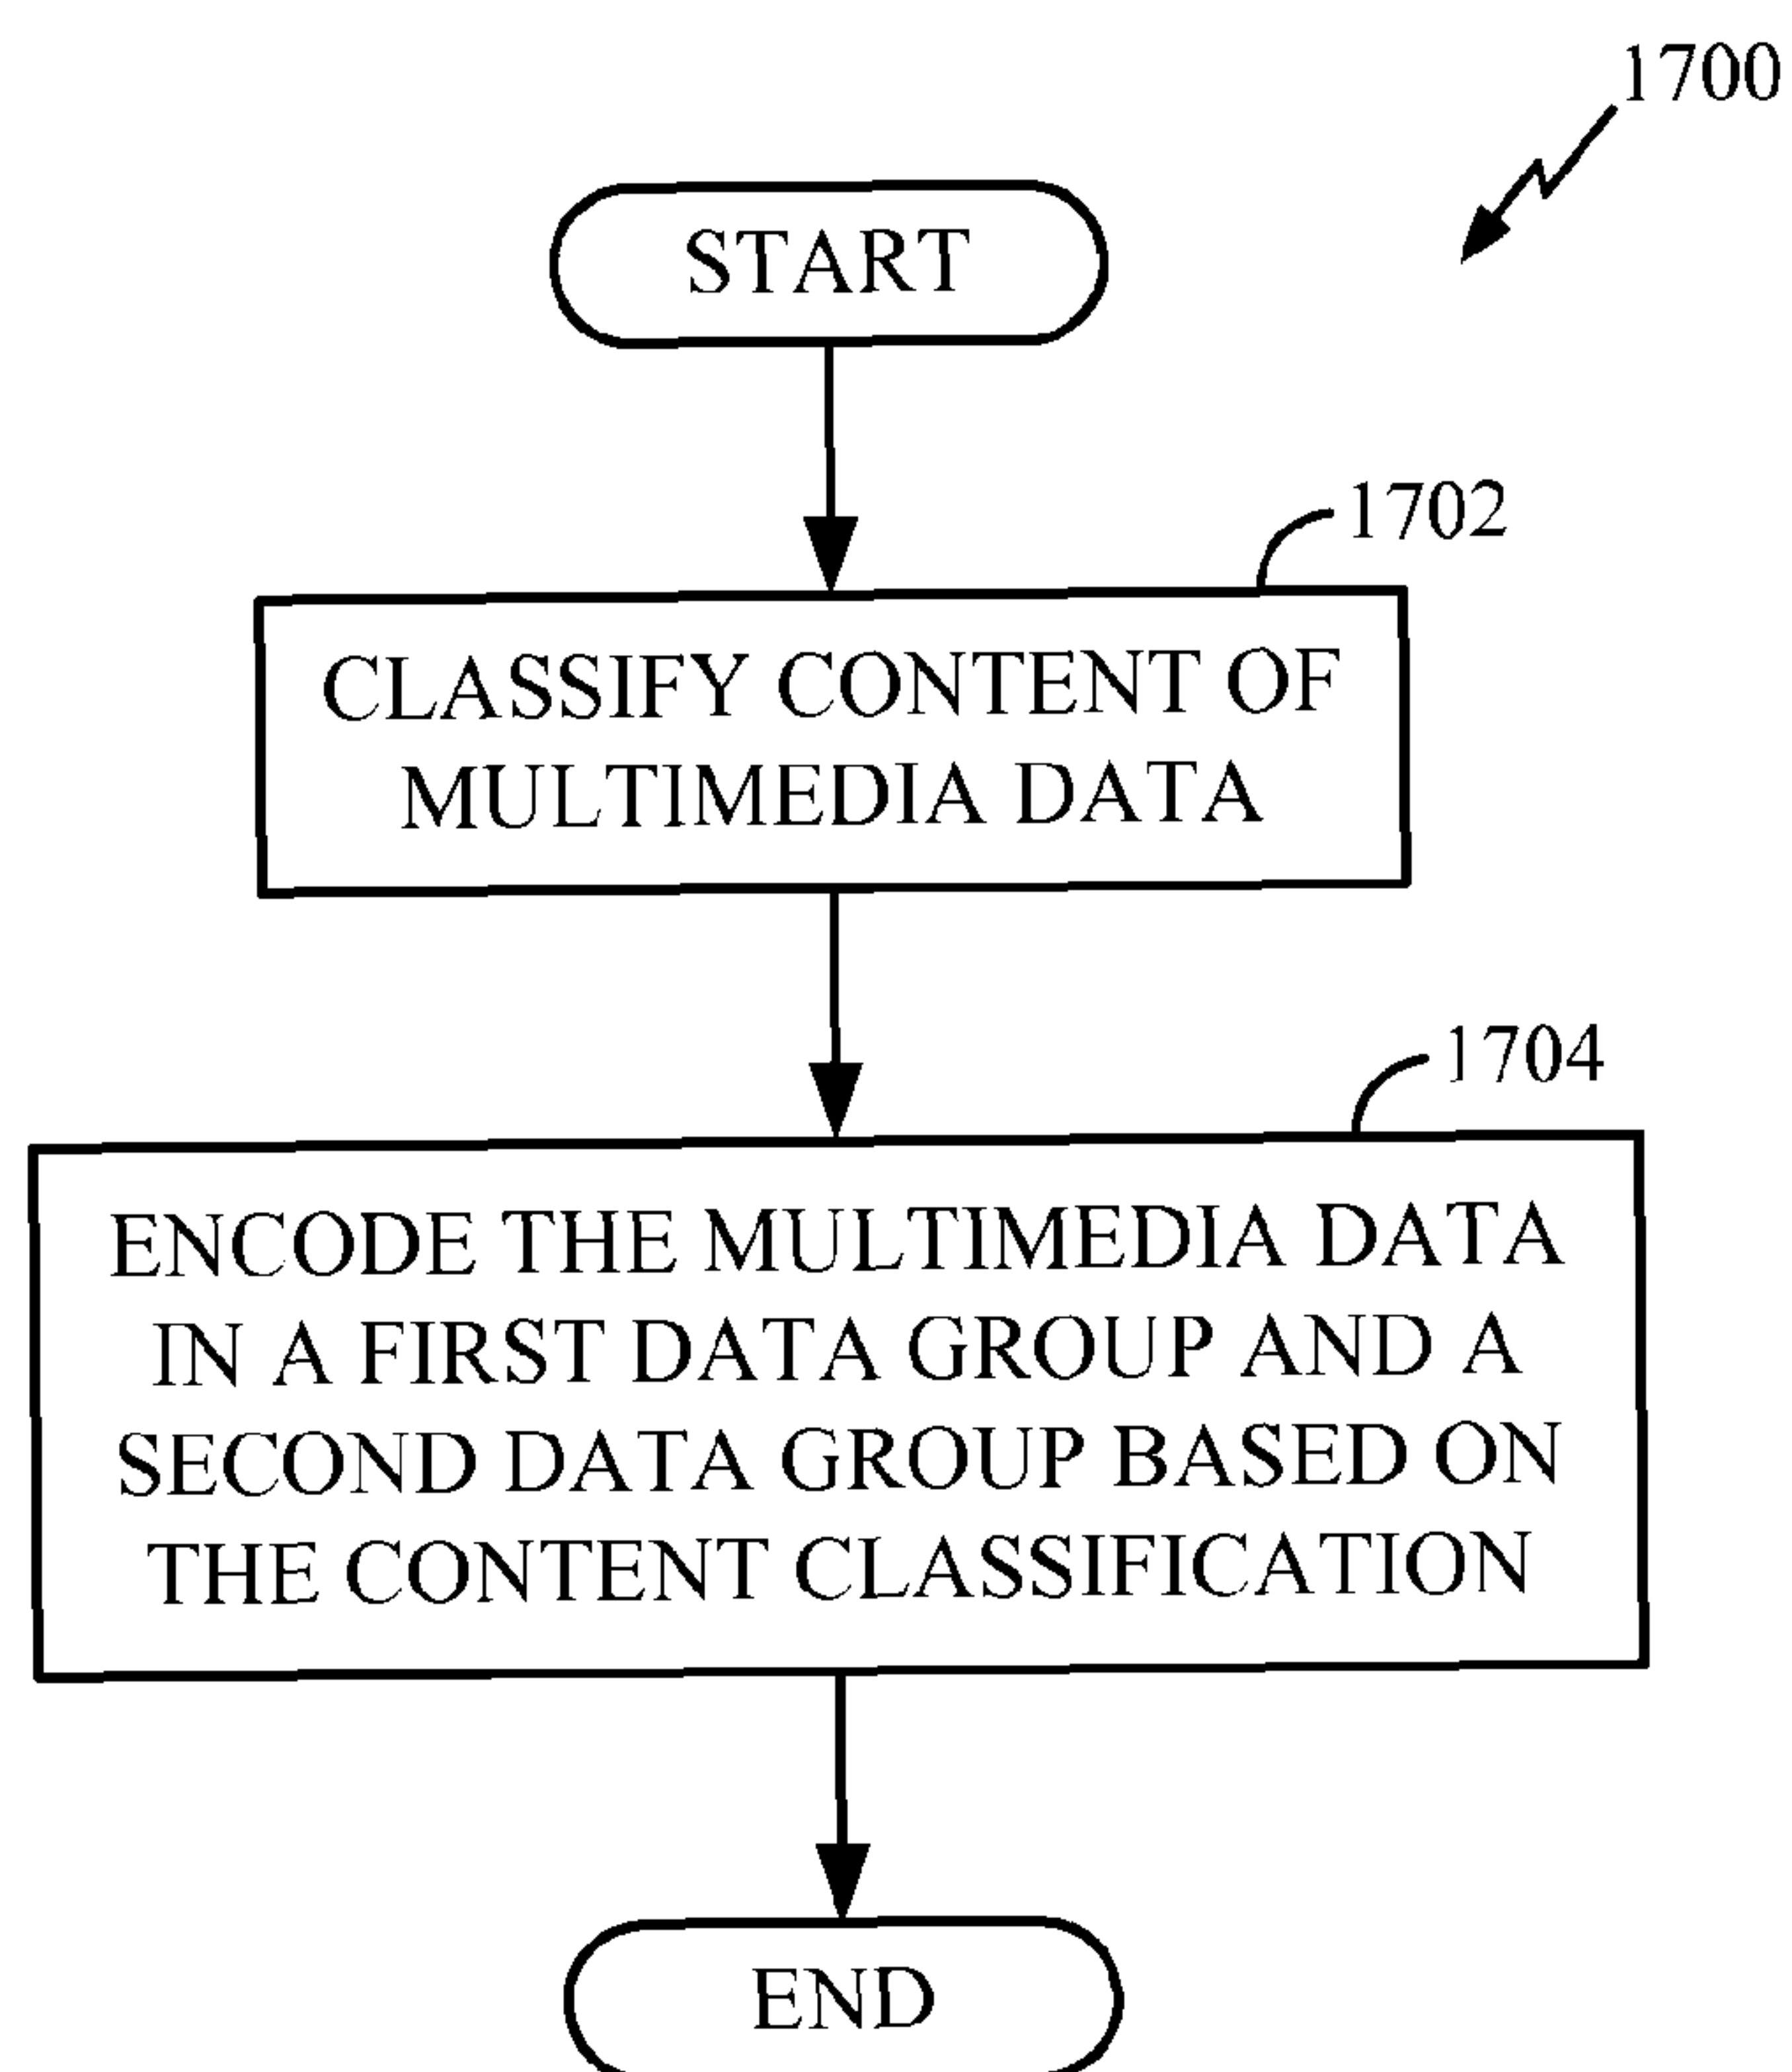 1700
START
1702
CLASSIFY CONTENT OF
MULTIMEDIA DATA
1704
ENCODE THE MULTIMEDIA DATA
IN A FIRST DATA GROUP AND A
SECOND DATA GROUP BASED ON
THE CONTENT CLASSIFICATION
END